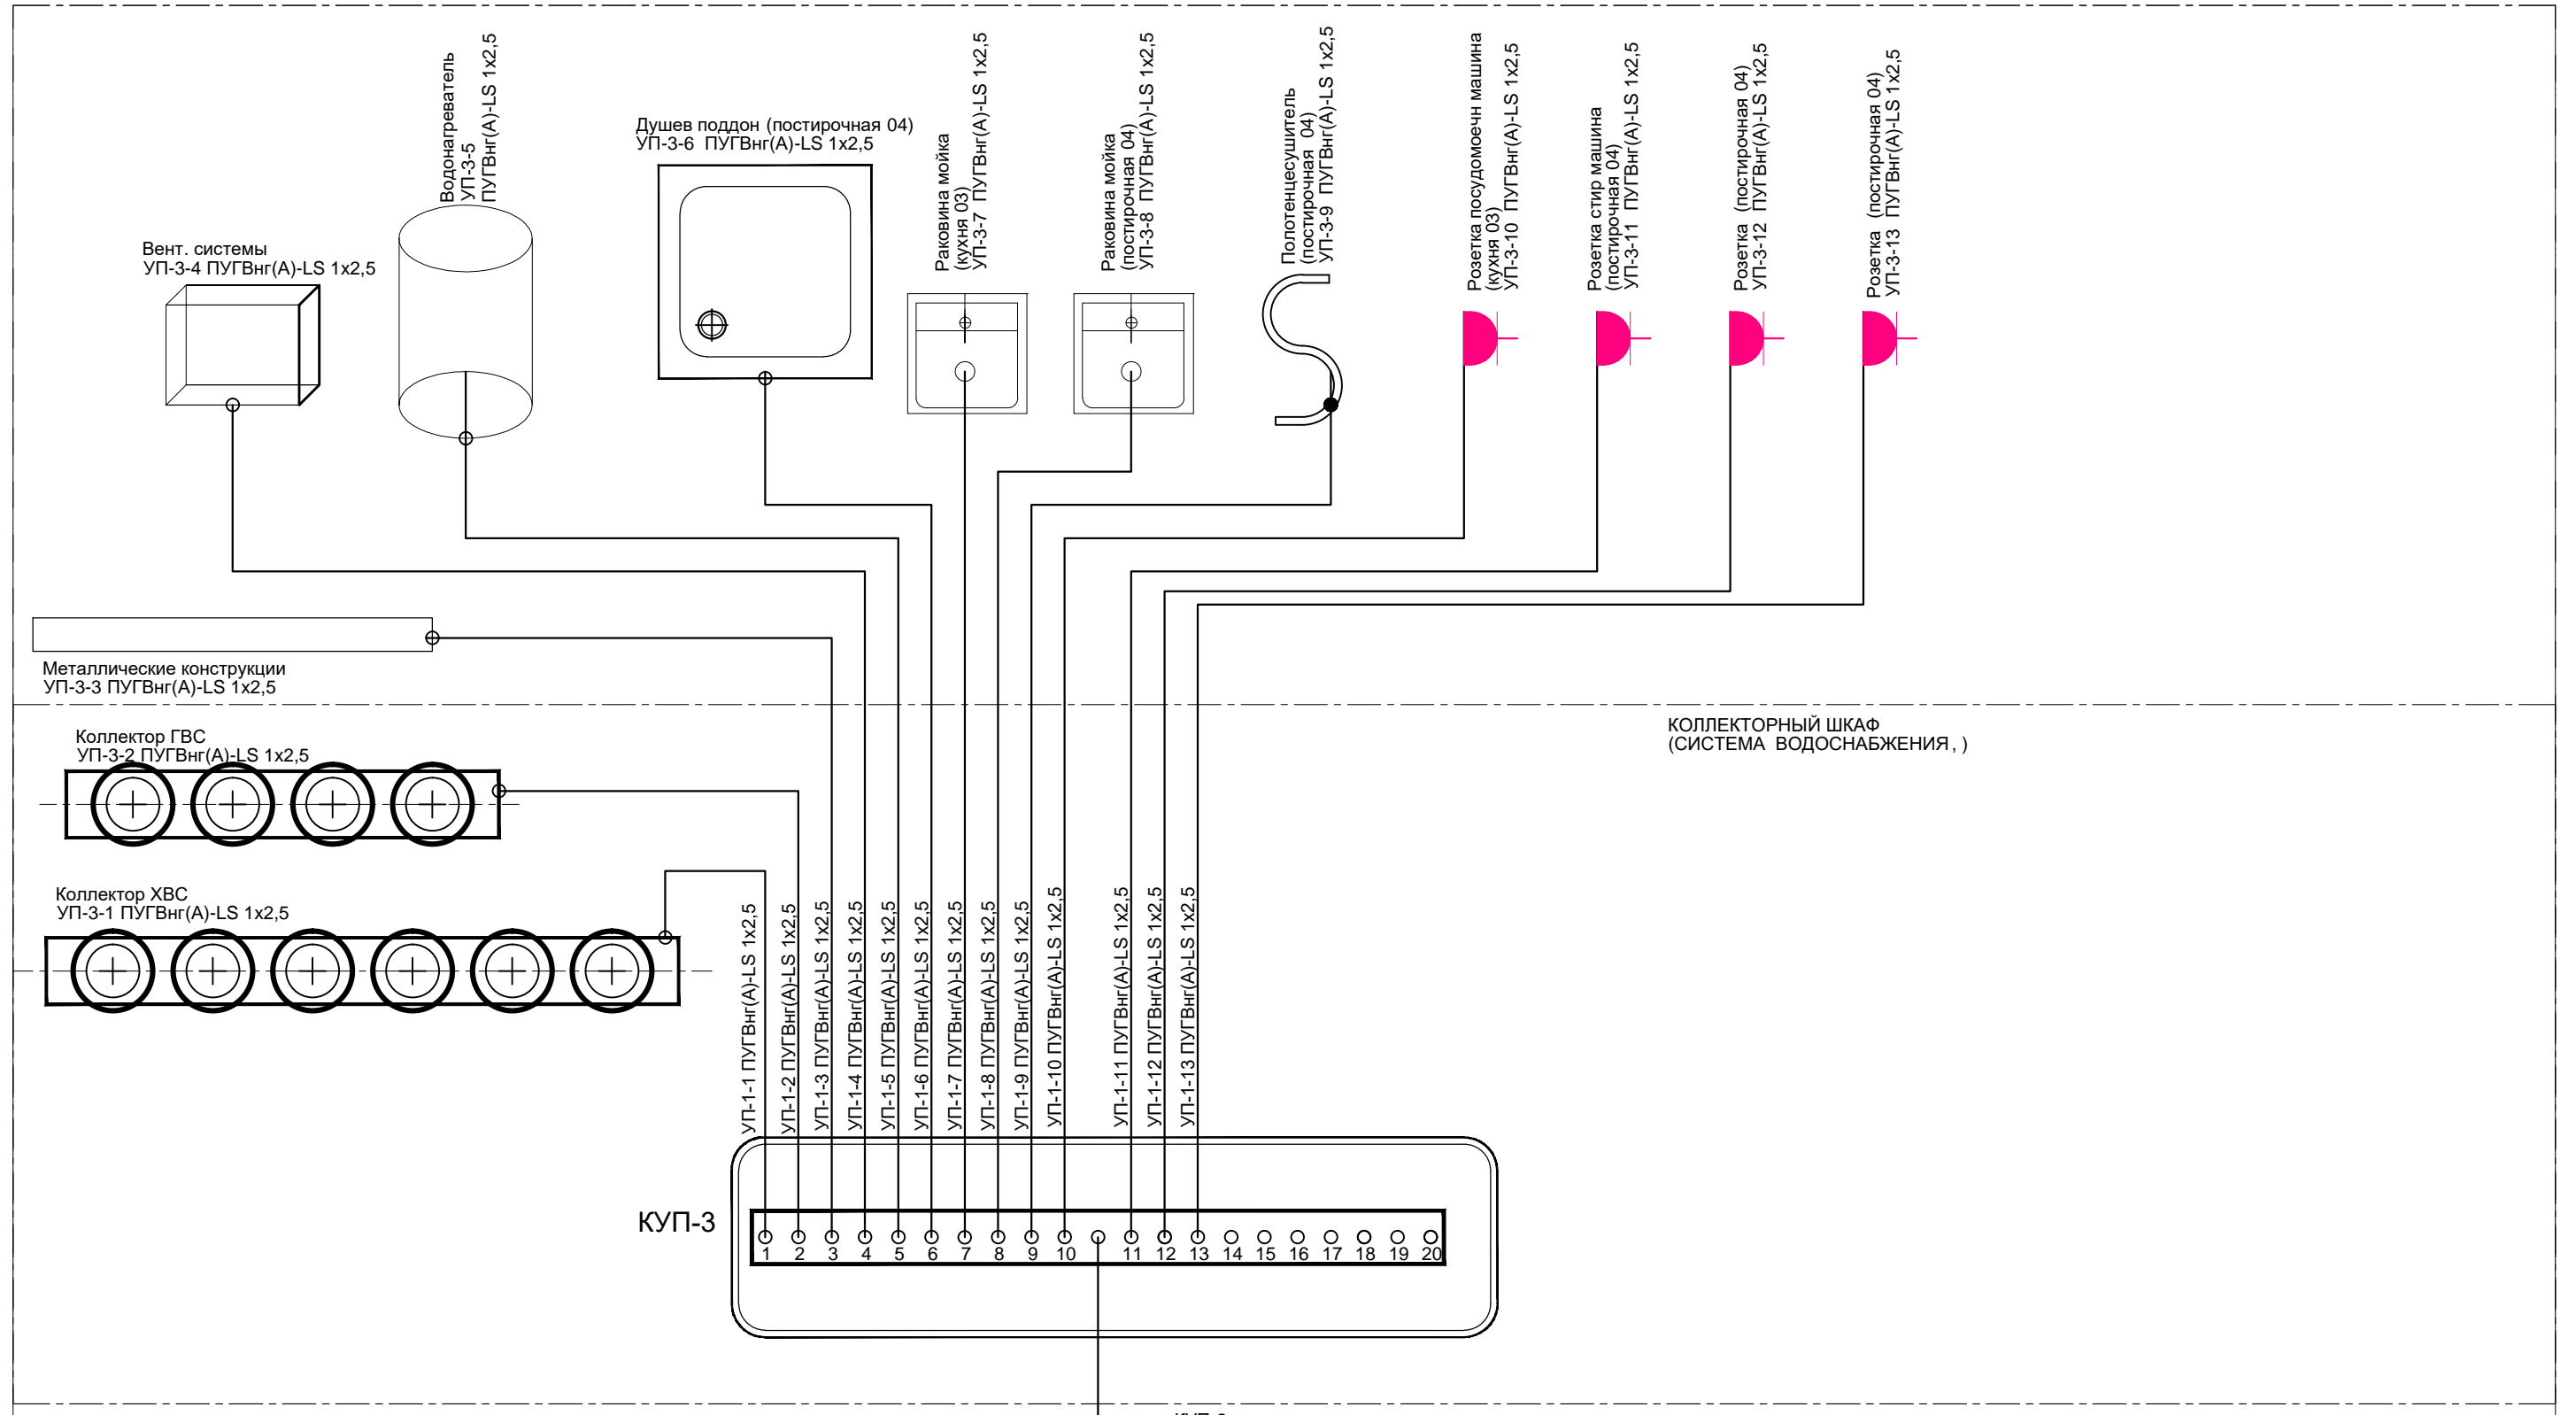 Вент. системы
УП-3-4 ПУГВнг(А)-LS 1х2,5
Водонагреватель
УП-3-5
ПУГВнг(А)-LS 1х2,5
Душев поддон (постирочная 04)
УП-3-6 ПУГВнг(А)-LS 1х2,5
Раковина мойка
(кухня 03)
УП-3-7 ПУГВнг(А)-LS 1х2,5
Раковина мойка
(постирочная 04)
УП-3-8 ПУГВнг(А)-LS 1х2,5
Полотенцесушитель
(постирочная 04)
УП-3-9 ПУГВнг(А)-LS 1х2,5
Розетка посудомоечн машина
(кухня 03)
УП-3-10 ПУГВнг(А)-LS 1х2,5
Розетка стир машина
(постирочная 04)
УП-3-11 ПУГВнг(А)-LS 1х2,5
Розетка (постирочная 04)
УП-3-12 ПУГВнг(А)-LS 1х2,5
Розетка (постирочная 04)
УП-3-13 ПУГВнг(А)-LS 1х2,5
Металлические конструкции
УП-3-3 ПУГВнг(А)-LS 1х2,5
КОЛЛЕКТОРНЫЙ ШКАФ
(СИСТЕМА ВОДОСНАБЖЕНИЯ, )
Коллектор ГВС
УП-3-2 ПУГВнг(А)-LS 1х2,5
Коллектор ХВС
УП-3-1 ПУГВнг(А)-LS 1х2,5
УП-1-1 ПУГВнг(А)-LS 1х2,5
УП-1-2 ПУГВнг(А)-LS 1х2,5
УП-1-3 ПУГВнг(А)-LS 1х2,5
УП-1-4 ПУГВнг(А)-LS 1х2,5
УП-1-5 ПУГВнг(А)-LS 1х2,5
УП-1-6 ПУГВнг(А)-LS 1х2,5
УП-1-7 ПУГВнг(А)-LS 1х2,5
УП-1-8 ПУГВнг(А)-LS 1х2,5
УП-1-9 ПУГВнг(А)-LS 1х2,5
УП-1-10 ПУГВнг(А)-LS 1х2,5
УП-1-11 ПУГВнг(А)-LS 1х2,5
УП-1-12 ПУГВнг(А)-LS 1х2,5
УП-1-13 ПУГВнг(А)-LS 1х2,5
КУП-3
1 2 3 4 5 6 7 8 9 10 11 12 13 14 15 16 17 18 19 20